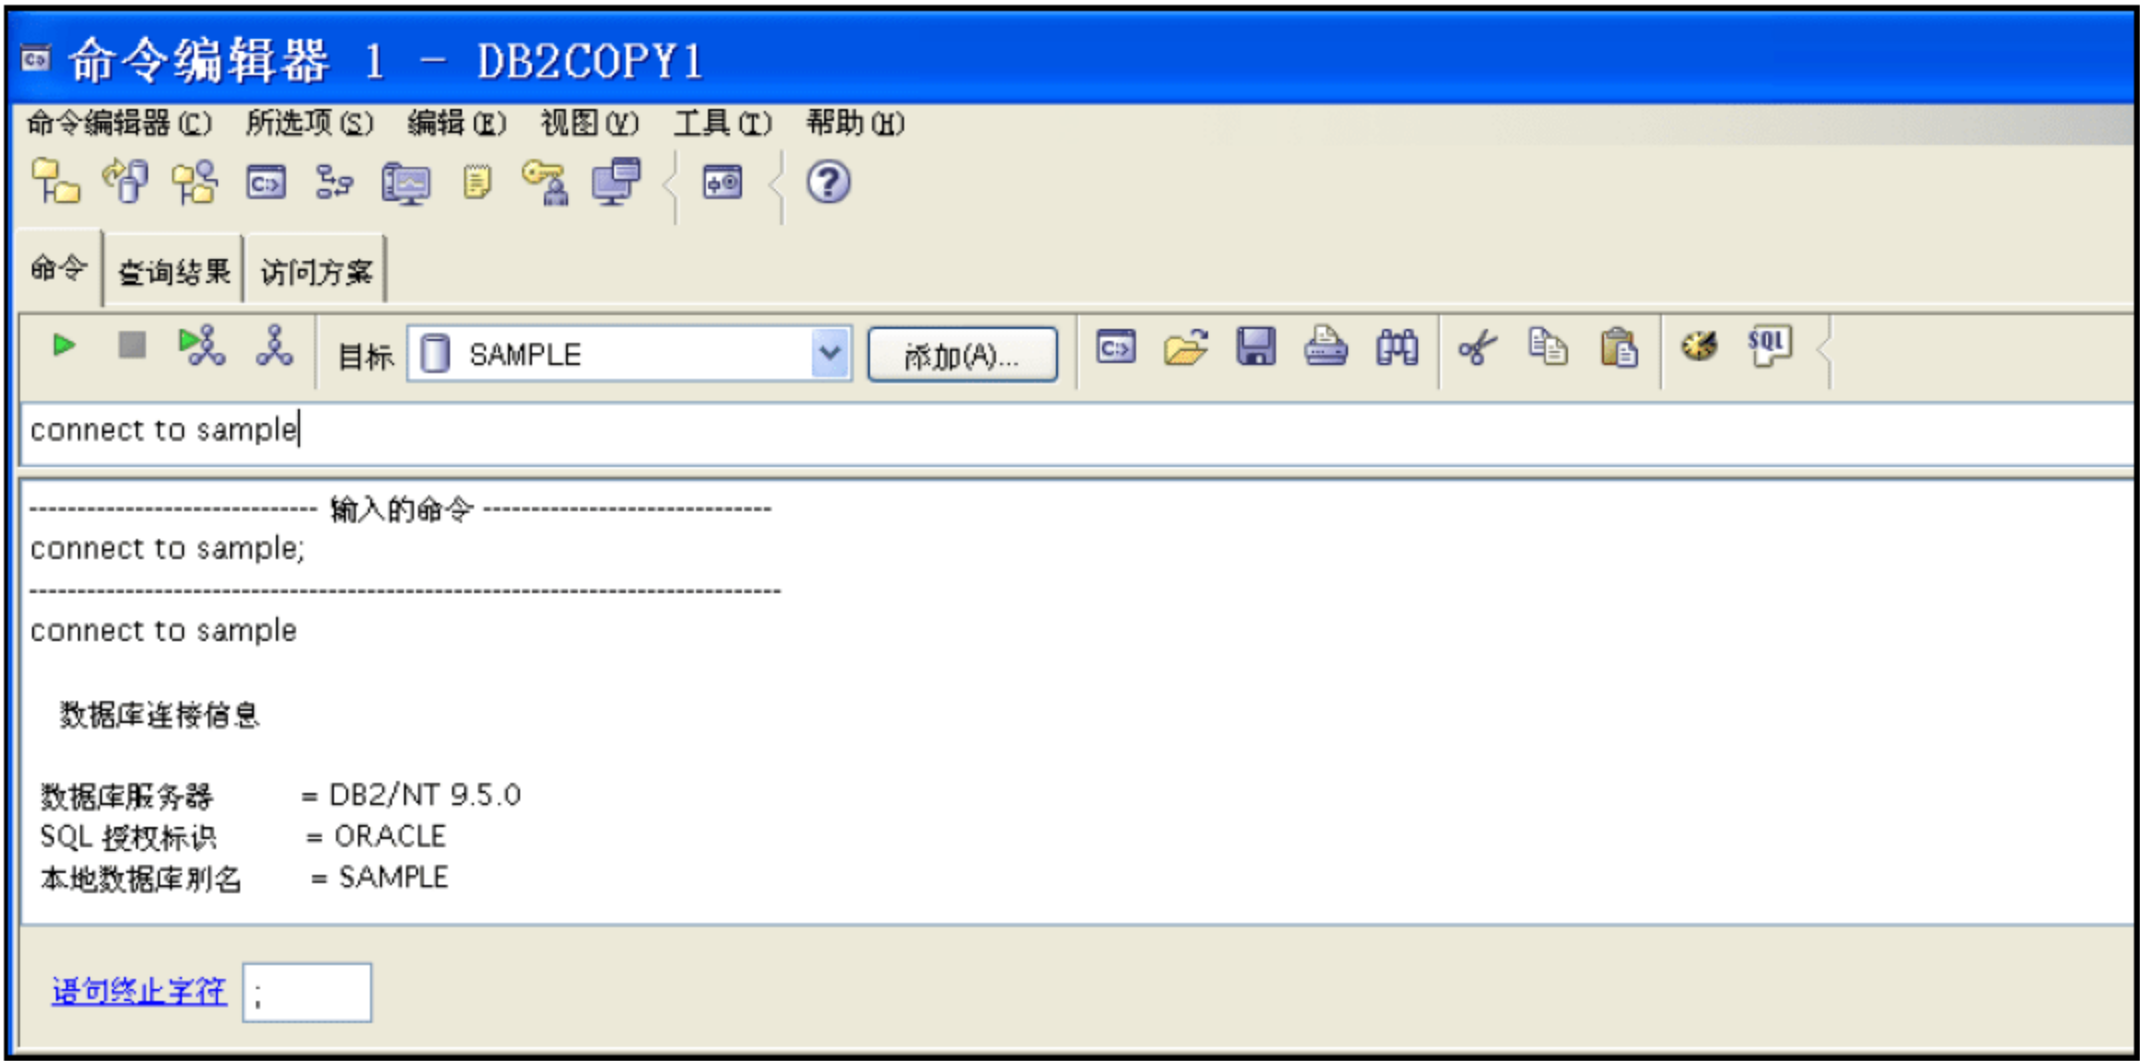 命令编辑器 1 - DB2COPY1
命令编辑器(C) 所选项(S) 编辑(E) 视图(V) 工具(T) 帮助(H)
命令 查询结果 访问方案
目标 SAMPLE 添加(A)... SQL
connect to sample
----------------------------- 输入的命令 -----------------------------
connect to sample;
------------------------------------------------------------------------------
connect to sample
数据库连接信息
数据库服务器 = DB2/NT 9.5.0
SQL 授权标识 = ORACLE
本地数据库别名 = SAMPLE
语句终止字符 ;